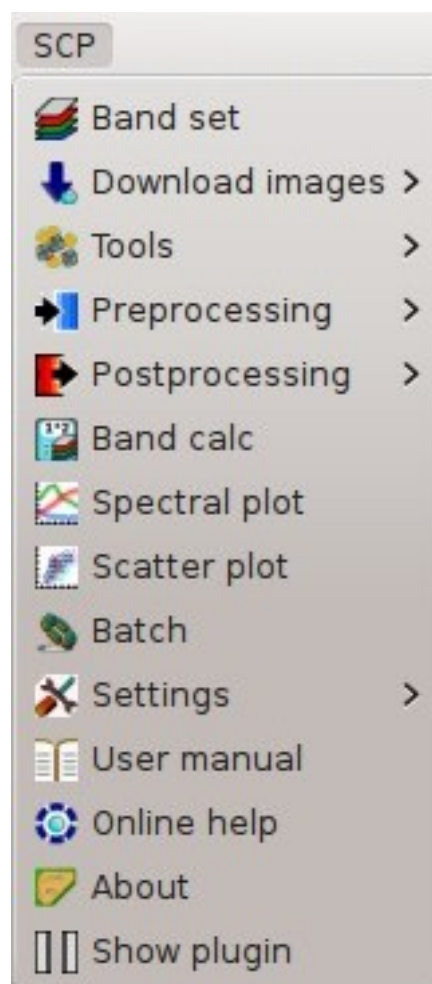 SCP
Band set
Download images >
Tools >
Preprocessing >
Postprocessing >
Band calc
Spectral plot
Scatter plot
Batch
Settings >
User manual
Online help
About
Show plugin